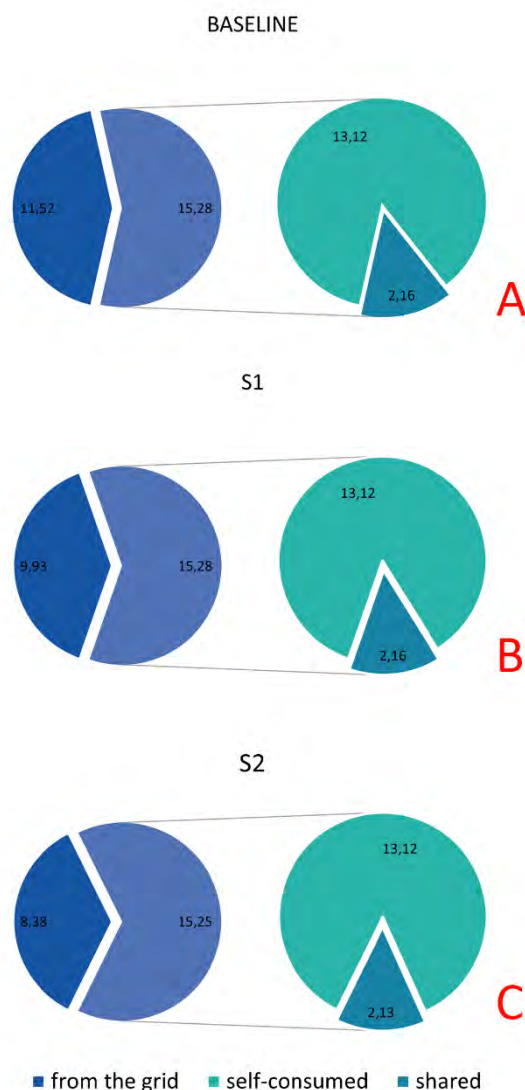 BASELINE
13,12
11,52
15,28
2,16
A
S1
13,12
9,93
15,28
2,16
B
S2
13,12
8,38
15,25
2,13
C
from the grid self-consumed shared